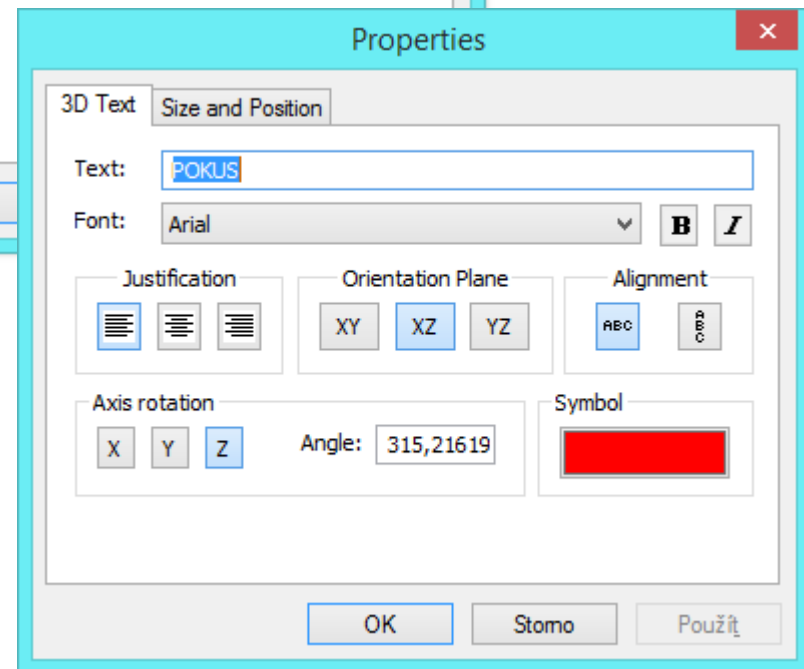 Properties
3D Text Size and Position
Text: POKUS
Font: Arial B I
Justification Orientation Plane Alignment
XY XZ YZ ABC ABC
Axis rotation Symbol
X Y Z Angle: 315,21619
OK Storno Použít